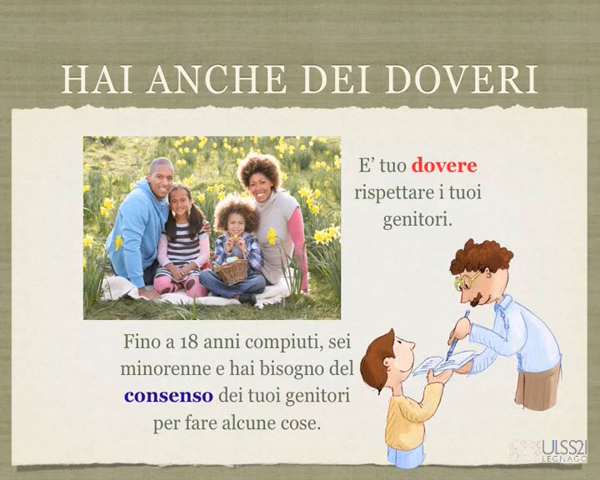 HAI ANCHE DEI DOVERI
E' tuo dovere
rispettare i tuoi
genitori.
Fino a 18 anni compiuti, sei
minorenne e hai bisogno del
consenso dei tuoi genitori
per fare alcune cose.
ULSS21
LEGNAGO